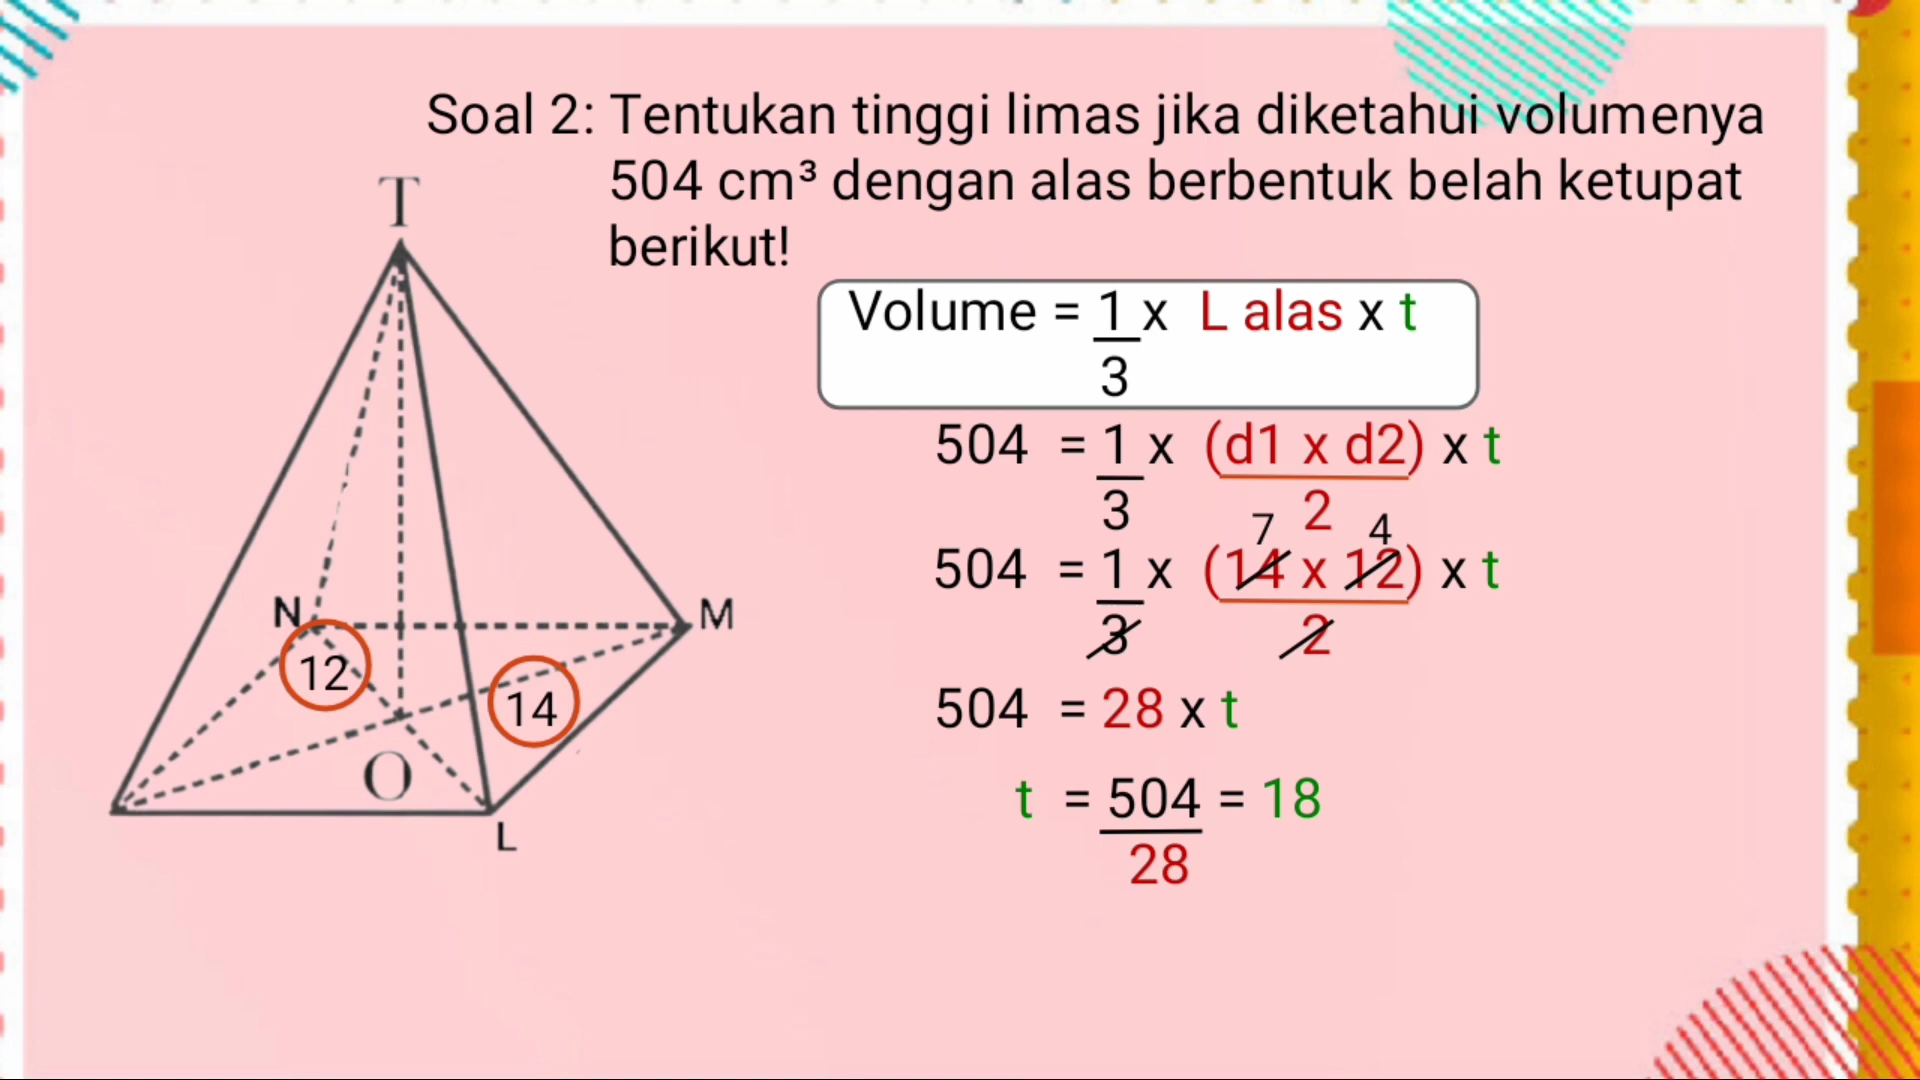 Soal 2: Tentukan tinggi limas jika diketahui volumenya
504 cm³ dengan alas berbentuk belah ketupat
berikut!
T
N
M
12
14
O
L
Volume = 1 x L alas x t
3
504 = 1 x (d1 x d2) x t
3 2
7 4
504 = 1 x (14 x 12) x t
3 2
504 = 28 x t
t = 504 = 18
28